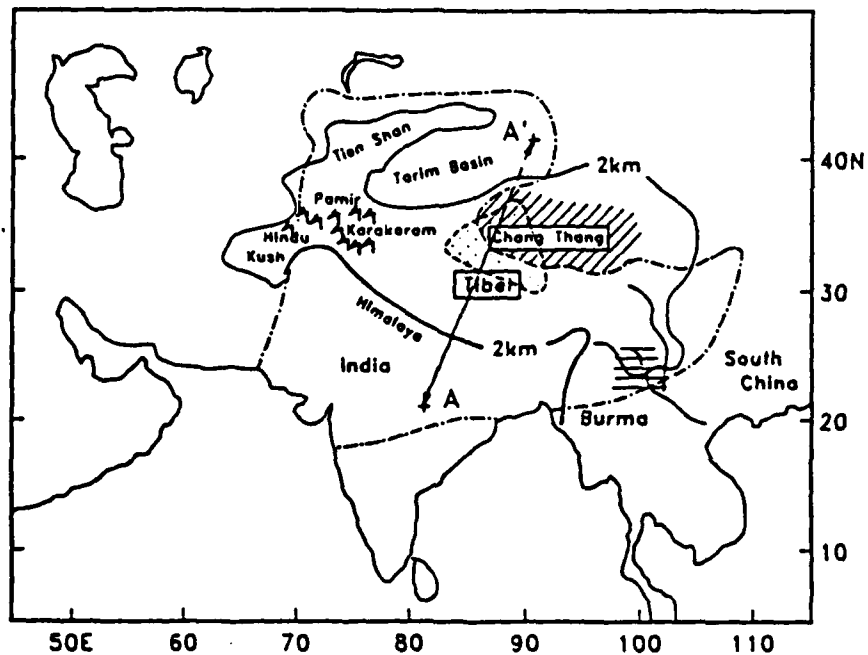 A'
40N
2km
Tien Shan
Tarim Basin
Pamir
Hindu
Kush
Karakoram
Chang Thang
Tibet
30
Himalaya
2km
India
South
China
A
Burma
20
10
50E 60 70 80 90 100 110